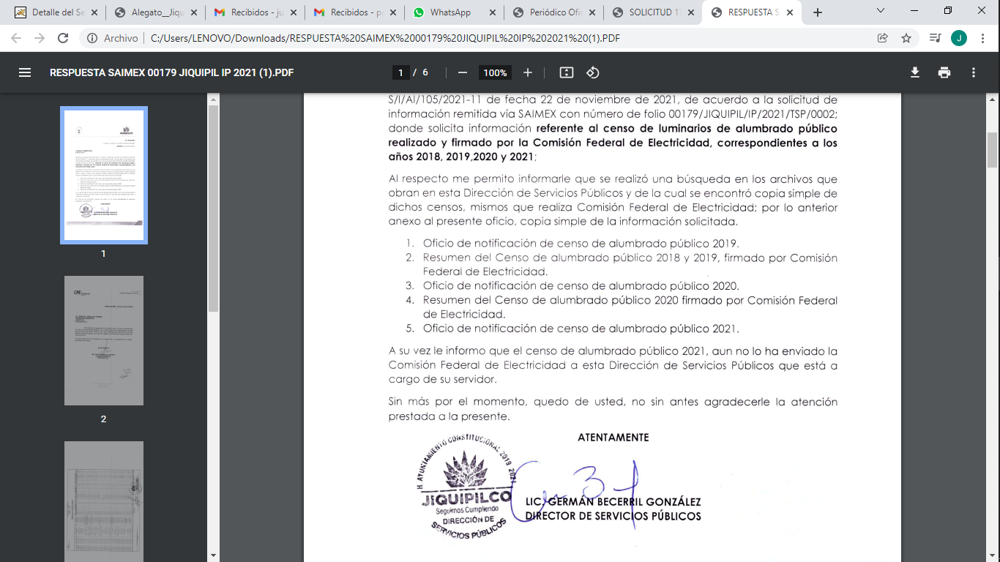 Detalle del Se
Alegato__Jiqu
Recibidos - ju
Recibidos - pe
WhatsApp
Periódico Ofic
SOLICITUD 17
RESPUESTA S
Archivo
C:/Users/LENOVO/Downloads/RESPUESTA%20SAIMEX%2000179%20JIQUIPIL%20IP%202021%20(1).PDF
J
RESPUESTA SAIMEX 00179 JIQUIPIL IP 2021 (1).PDF
1 / 6
100%
S/I/AI/105/2021-11 de fecha 22 de noviembre de 2021, de acuerdo a la solicitud de
información remitida vía SAIMEX con número de folio 00179/JIQUIPIL/IP/2021/TSP/0002;
donde solicita información referente al censo de luminarios de alumbrado público
realizado y firmado por la Comisión Federal de Electricidad, correspondientes a los
años 2018, 2019,2020 y 2021;
Al respecto me permito informarle que se realizó una búsqueda en los archivos que
obran en esta Dirección de Servicios Públicos y de la cual se encontró copia simple de
dichos censos, mismos que realiza Comisión Federal de Electricidad; por lo anterior
anexo al presente oficio, copia simple de la información solicitada.
1. Oficio de notificación de censo de alumbrado público 2019.
2. Resumen del Censo de alumbrado público 2018 y 2019, firmado por Comisión
Federal de Electricidad.
3. Oficio de notificación de censo de alumbrado público 2020.
4. Resumen del Censo de alumbrado público 2020 firmado por Comisión Federal
de Electricidad.
5. Oficio de notificación de censo de alumbrado público 2021.
A su vez le informo que el censo de alumbrado público 2021, aun no lo ha enviado la
Comisión Federal de Electricidad a esta Dirección de Servicios Públicos que está a
cargo de su servidor.
Sin más por el momento, quedo de usted, no sin antes agradecerle la atención
prestada a la presente.
ATENTAMENTE
H. AYUNTAMIENTO CONSTITUCIONAL 2019 2021
JIQUIPILCO
Seguimos Cumpliendo
DIRECCIÓN DE
SERVICIOS PÚBLICOS
LIC. GERMÁN BECERRIL GONZÁLEZ
DIRECTOR DE SERVICIOS PÚBLICOS
JIQUIPILCO
1
CFE
2